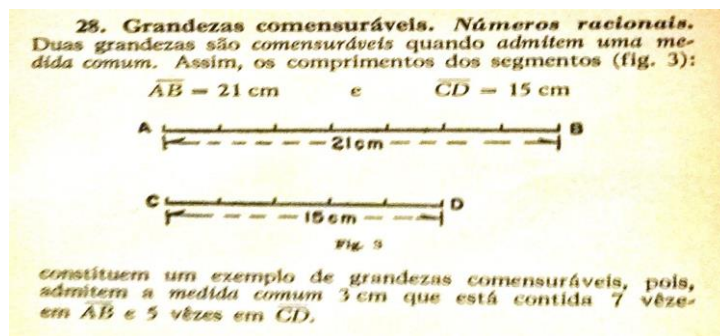 28. Grandezas comensuráveis. Números racionais.
Duas grandezas são comensuráveis quando admitem uma me-
dida comum. Assim, os comprimentos dos segmentos (fig. 3):
AB = 21 cm e CD = 15 cm
A B
21cm
C D
15cm
Fig. 3
constituem um exemplo de grandezas comensuráveis, pois,
admitem a medida comum 3 cm que está contida 7 vêze-
em AB e 5 vêzes em CD.